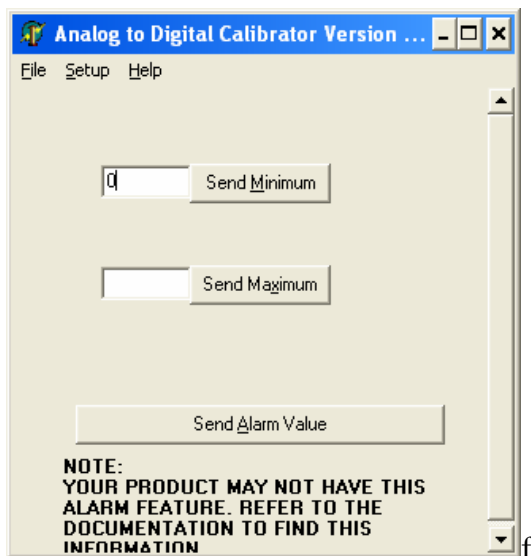 Analog to Digital Calibrator Version ...
File Setup Help
0 Send Minimum
Send Maximum
Send Alarm Value
NOTE:
YOUR PRODUCT MAY NOT HAVE THIS
ALARM FEATURE. REFER TO THE
DOCUMENTATION TO FIND THIS
INFORMATION
f